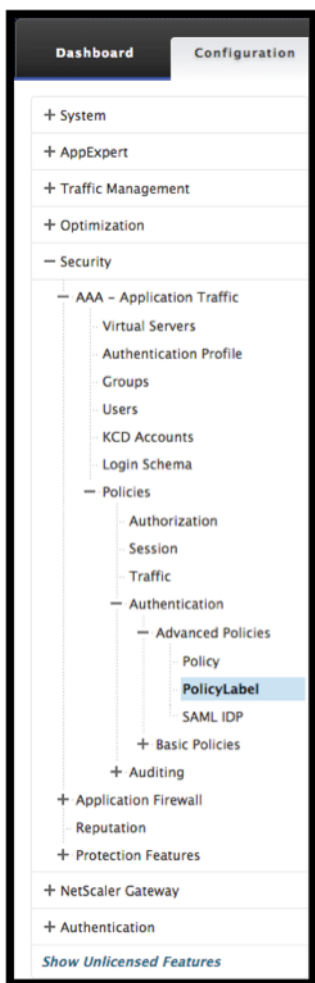 Dashboard Configuration
+ System
+ AppExpert
+ Traffic Management
+ Optimization
− Security
− AAA – Application Traffic
Virtual Servers
Authentication Profile
Groups
Users
KCD Accounts
Login Schema
− Policies
Authorization
Session
Traffic
− Authentication
− Advanced Policies
Policy
PolicyLabel
SAML IDP
+ Basic Policies
+ Auditing
+ Application Firewall
Reputation
+ Protection Features
+ NetScaler Gateway
+ Authentication
Show Unlicensed Features